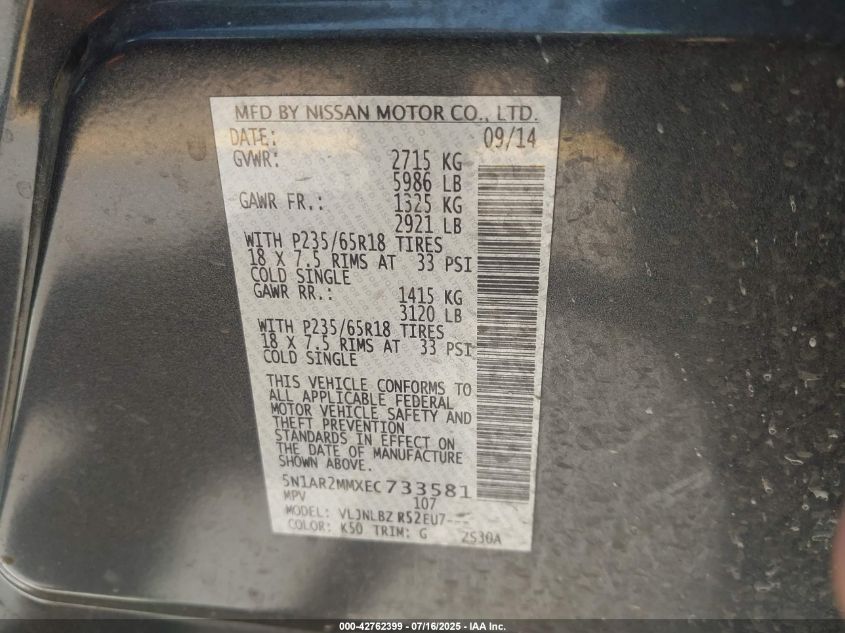 MFD BY NISSAN MOTOR CO., LTD.
DATE: 09/14
GVWR: 2715 KG
5986 LB
GAWR FR.: 1325 KG
2921 LB
WITH P235/65R18 TIRES
18 X 7.5 RIMS AT 33 PSI
COLD SINGLE
GAWR RR.: 1415 KG
3120 LB
WITH P235/65R18 TIRES
18 X 7.5 RIMS AT 33 PSI
COLD SINGLE
THIS VEHICLE CONFORMS TO
ALL APPLICABLE FEDERAL
MOTOR VEHICLE SAFETY AND
THEFT PREVENTION
STANDARDS IN EFFECT ON
THE DATE OF MANUFACTURE
SHOWN ABOVE.
5N1AR2MMXEC733581
MPV 107
MODEL: VLJNLBZ R52EU7---
COLOR: K50 TRIM: G 2S30A
000-42762399 - 07/16/2025 - IAA Inc.